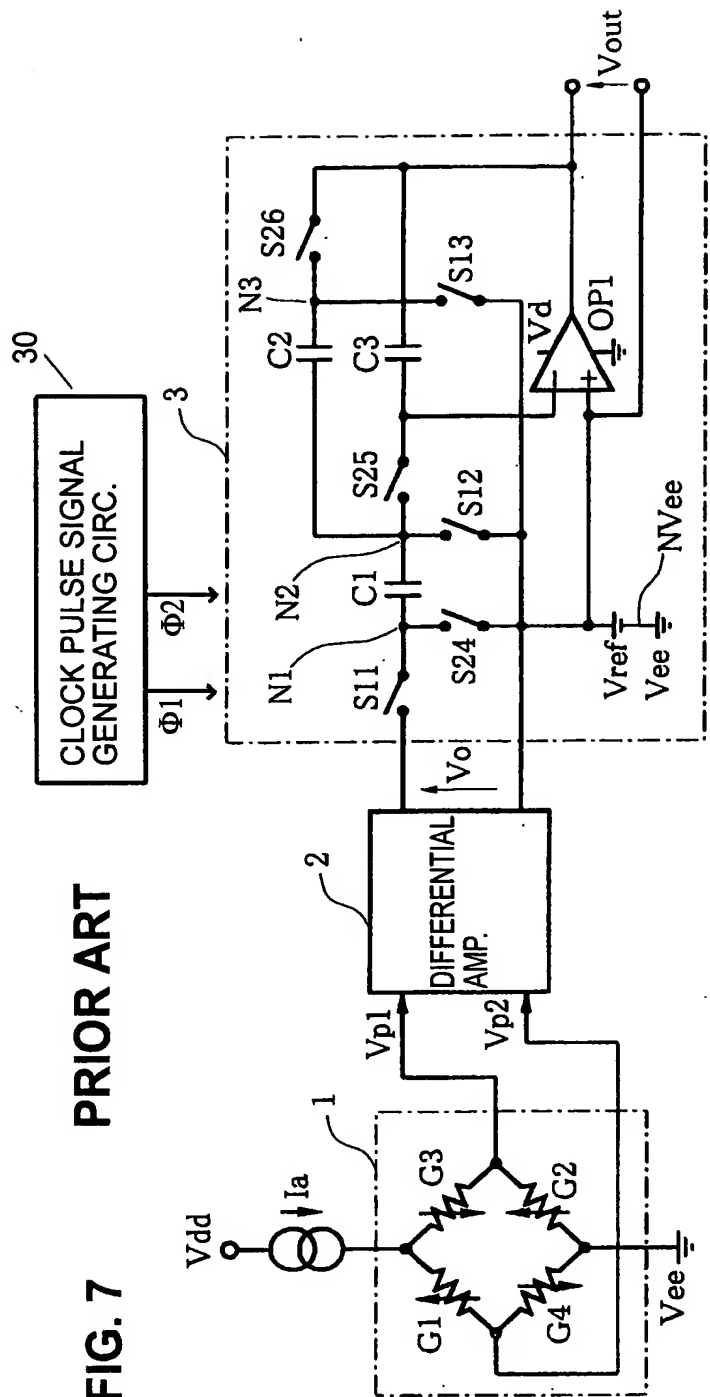 FIG. 7
PRIOR ART
30
CLOCK PULSE SIGNAL
GENERATING CIRC.
Φ1
Φ2
3
Vdd
Ia
1
G1
G3
G4
G2
Vee
Vp1
Vp2
2
DIFFERENTIAL
AMP.
Vo
N1
N2
N3
S11
C1
S24
S25
S12
C2
C3
S26
S13
Vref
Vee
NVee
Vd
OP1
Vout